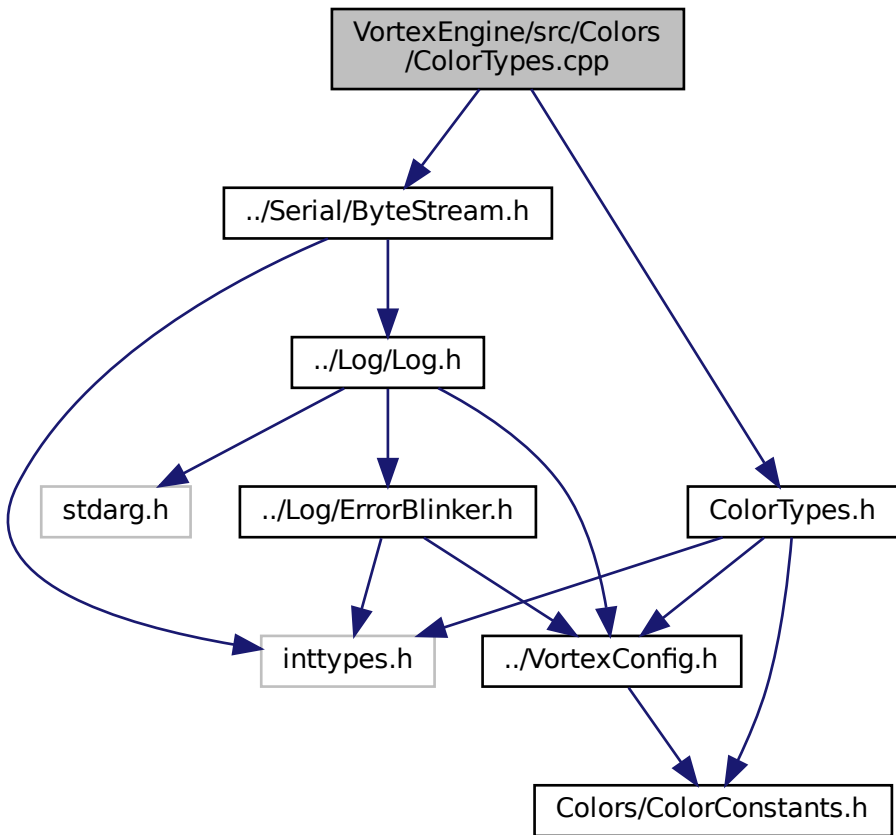 VortexEngine/src/Colors
/ColorTypes.cpp
../Serial/ByteStream.h
../Log/Log.h
stdarg.h
../Log/ErrorBlinker.h
ColorTypes.h
inttypes.h
../VortexConfig.h
Colors/ColorConstants.h